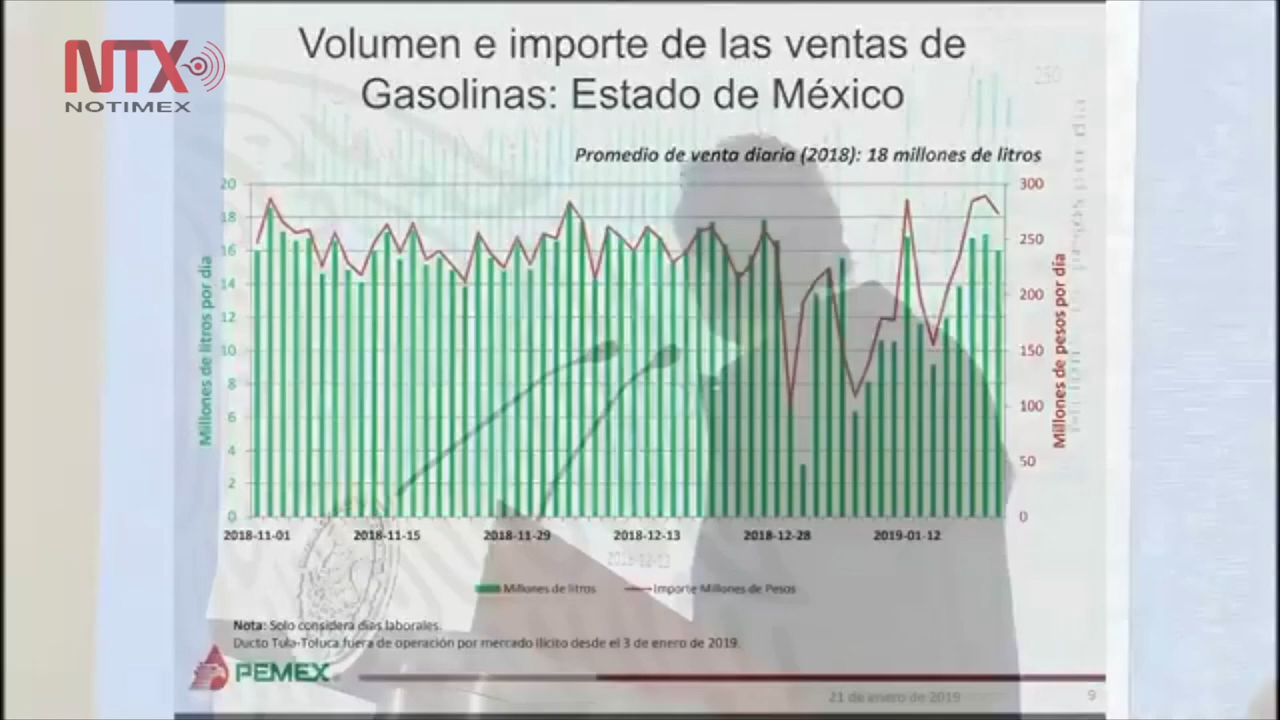 NTX
NOTIMEX
Volumen e importe de las ventas de
Gasolinas: Estado de México
250
Promedio de venta diaria (2018): 18 millones de litros
20
18
16
14
12
10
8
6
4
2
0
Millones de litros por día
300
250
200
150
100
50
0
Millones de pesos por día
2018-11-01
2018-11-15
2018-11-29
2018-12-13
2018-12-28
2019-01-12
Millones de litros
Importe Millones de Pesos
Nota: Solo considera días laborales.
Ducto Tula-Toluca fuera de operación por mercado ilícito desde el 3 de enero de 2019.
PEMEX
21 de enero de 2019
9